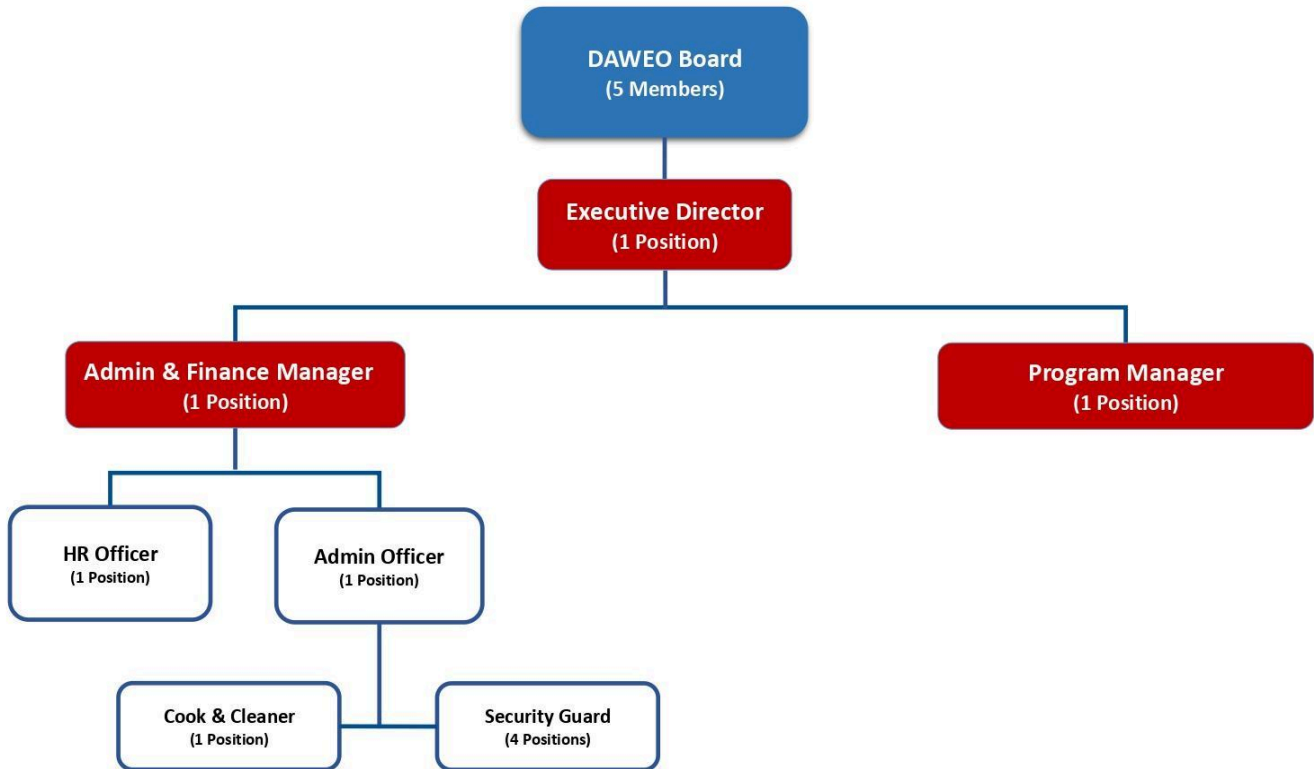 DAWEO Board
(5 Members)
Executive Director
(1 Position)
Admin & Finance Manager
(1 Position)
Program Manager
(1 Position)
HR Officer
(1 Position)
Admin Officer
(1 Position)
Cook & Cleaner
(1 Position)
Security Guard
(4 Positions)